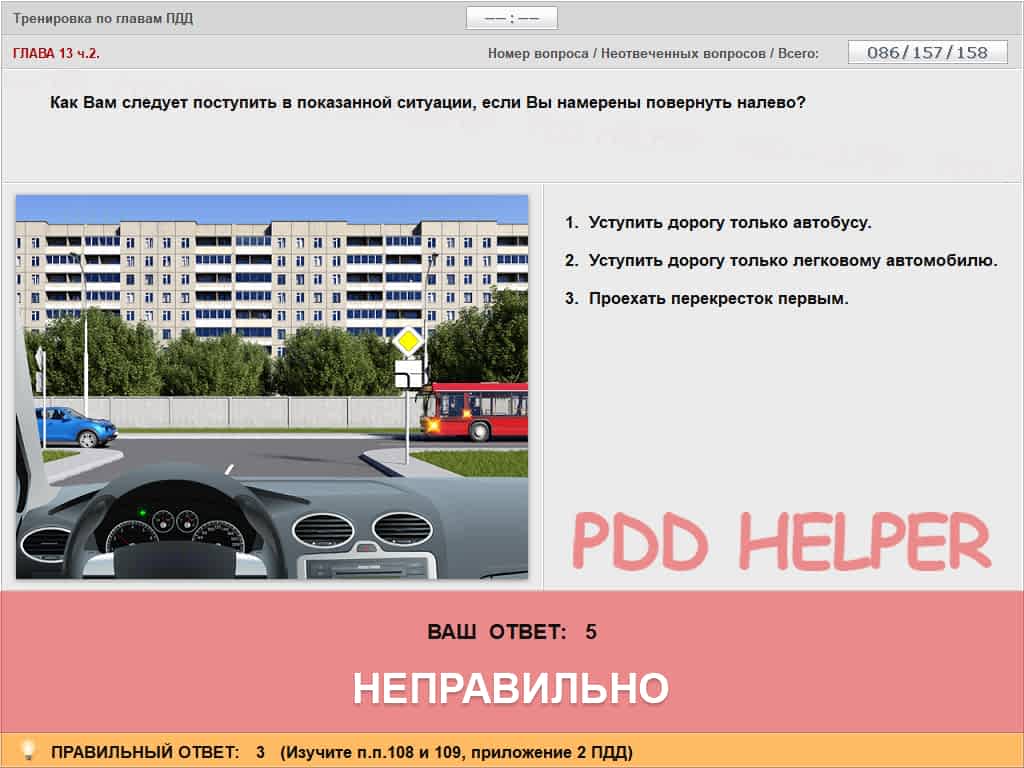 Тренировка по главам ПДД
—— : ——
ГЛАВА 13 ч.2.
Номер вопроса / Неотвеченных вопросов / Всего:
086/157/158
Как Вам следует поступить в показанной ситуации, если Вы намерены повернуть налево?
1. Уступить дорогу только автобусу.
2. Уступить дорогу только легковому автомобилю.
3. Проехать перекресток первым.
PDD HELPER
ВАШ ОТВЕТ: 5
НЕПРАВИЛЬНО
ПРАВИЛЬНЫЙ ОТВЕТ: 3 (Изучите п.п.108 и 109, приложение 2 ПДД)